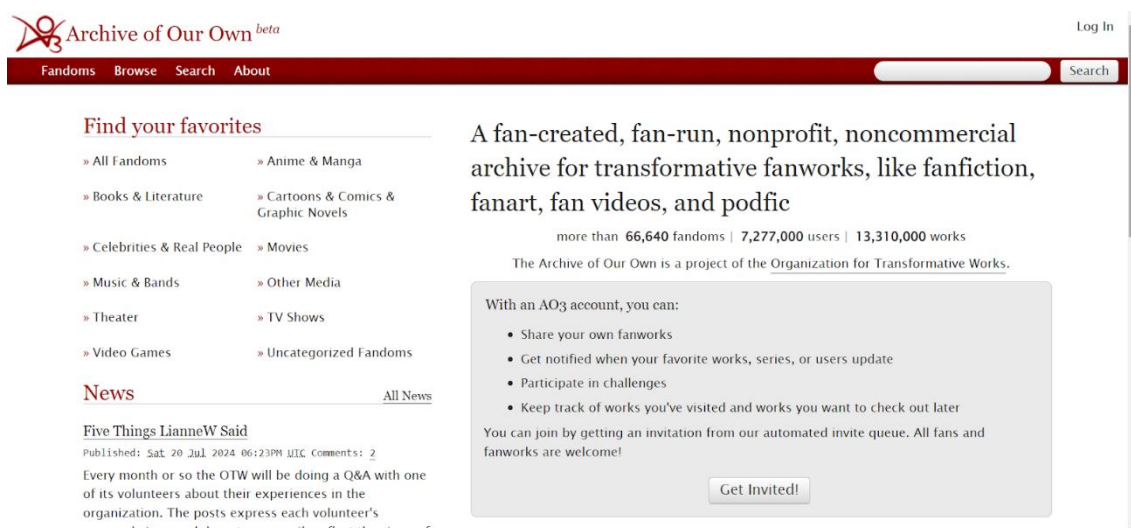 Archive of Our Own beta
Log In
Fandoms Browse Search About
Search
Find your favorites
» All Fandoms
» Anime & Manga
» Books & Literature
» Cartoons & Comics &
Graphic Novels
» Celebrities & Real People
» Movies
» Music & Bands
» Other Media
» Theater
» TV Shows
» Video Games
» Uncategorized Fandoms
News
All News
Five Things LianneW Said
Published: Sat 20 Jul 2024 06:23PM UTC Comments: 2
Every month or so the OTW will be doing a Q&A with one
of its volunteers about their experiences in the
organization. The posts express each volunteer's
A fan-created, fan-run, nonprofit, noncommercial
archive for transformative fanworks, like fanfiction,
fanart, fan videos, and podfic
more than 66,640 fandoms | 7,277,000 users | 13,310,000 works
The Archive of Our Own is a project of the Organization for Transformative Works.
With an AO3 account, you can:
• Share your own fanworks
• Get notified when your favorite works, series, or users update
• Participate in challenges
• Keep track of works you've visited and works you want to check out later
You can join by getting an invitation from our automated invite queue. All fans and
fanworks are welcome!
Get Invited!